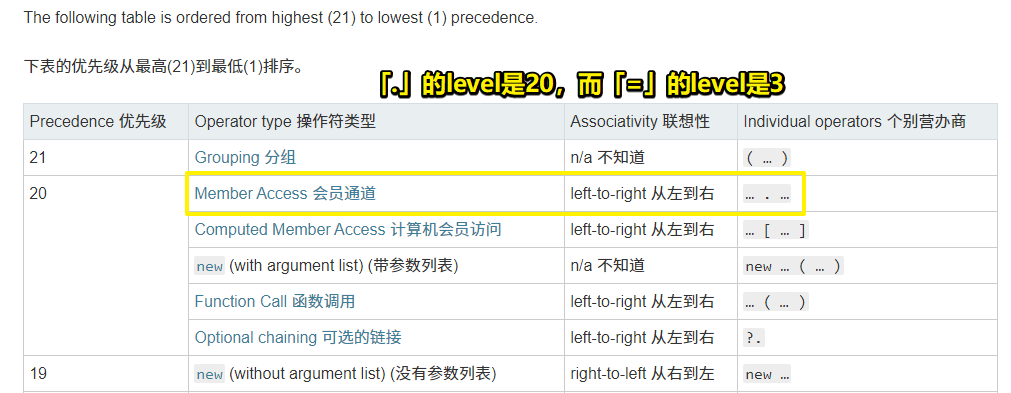 The following table is ordered from highest (21) to lowest (1) precedence.
下表的优先级从最高(21)到最低(1)排序。
「.」的level是20，而「=」的level是3
Precedence 优先级 Operator type 操作符类型 Associativity 联想性 Individual operators 个别营办商
21 Grouping 分组 n/a 不知道 ( … )
20 Member Access 会员通道 left-to-right 从左到右 … . …
Computed Member Access 计算机会员访问 left-to-right 从左到右 … [ … ]
new (with argument list) (带参数列表) n/a 不知道 new … ( … )
Function Call 函数调用 left-to-right 从左到右 … ( … )
Optional chaining 可选的链接 left-to-right 从左到右 ?.
19 new (without argument list) (没有参数列表) right-to-left 从右到左 new …